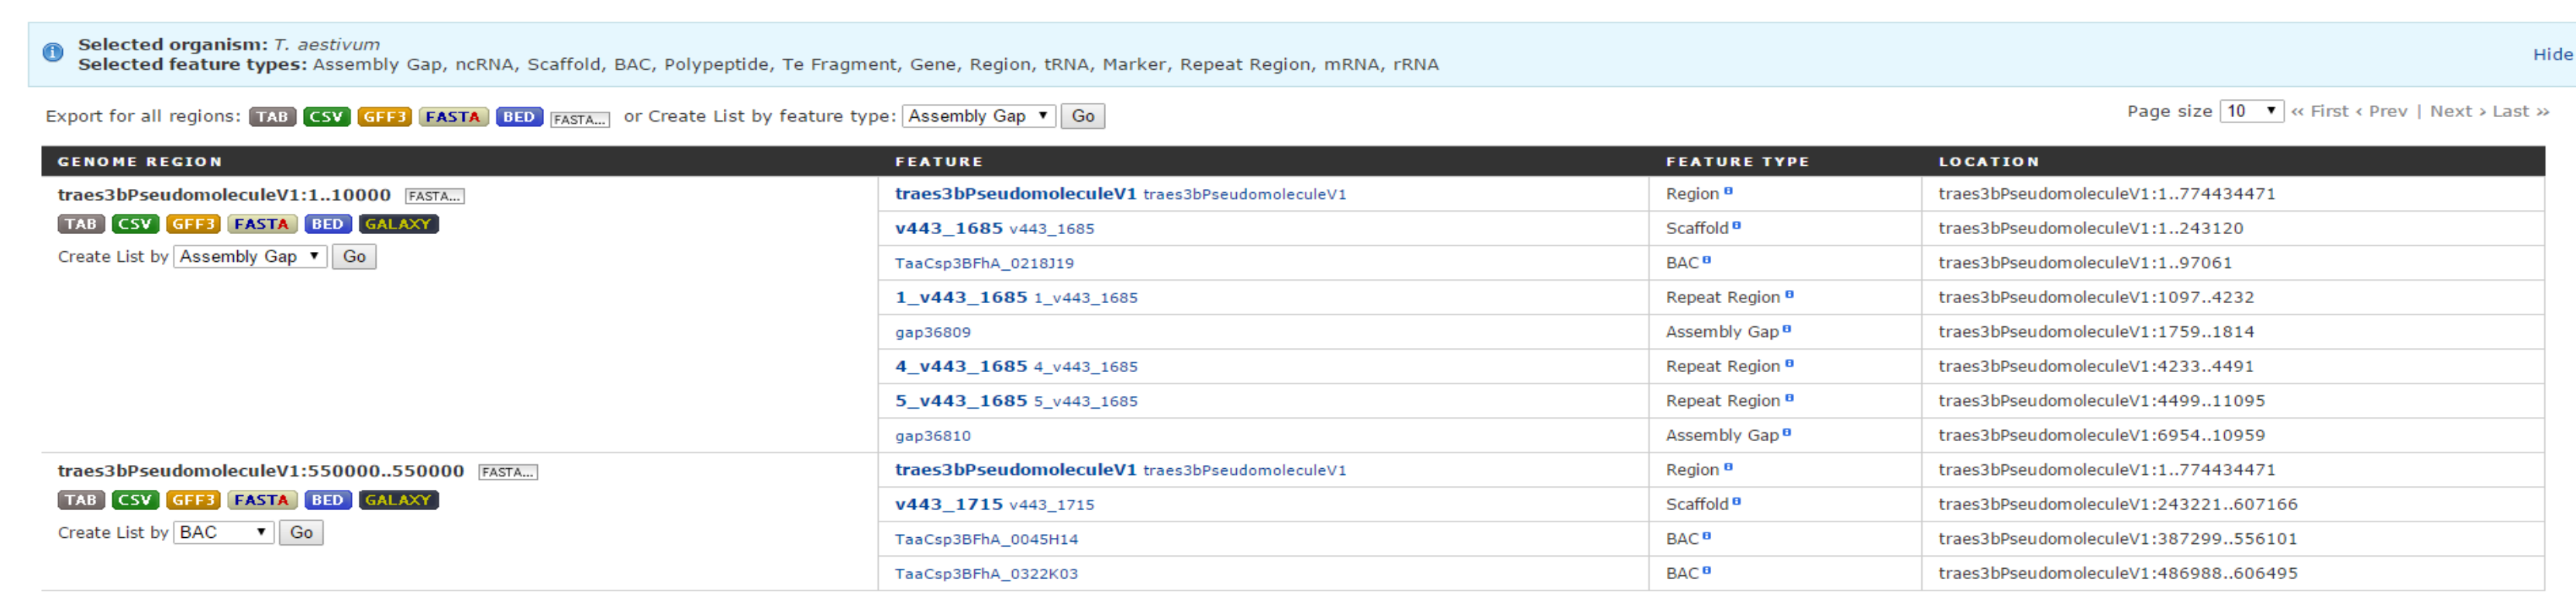 Selected organism: T. aestivum
Selected feature types: Assembly Gap, ncRNA, Scaffold, BAC, Polypeptide, Te Fragment, Gene, Region, tRNA, Marker, Repeat Region, mRNA, rRNA
Hide
Export for all regions: TAB CSV GFF3 FASTA BED FASTA... or Create List by feature type: Assembly Gap ▼ Go
Page size 10 ▼ « First ‹ Prev | Next › Last »
GENOME REGION FEATURE FEATURE TYPE LOCATION
traes3bPseudomoleculeV1:1..10000 FASTA...
TAB CSV GFF3 FASTA BED GALAXY
Create List by Assembly Gap ▼ Go
traes3bPseudomoleculeV1 traes3bPseudomoleculeV1 Region traes3bPseudomoleculeV1:1..774434471
v443_1685 v443_1685 Scaffold traes3bPseudomoleculeV1:1..243120
TaaCsp3BFhA_0218J19 BAC traes3bPseudomoleculeV1:1..97061
1_v443_1685 1_v443_1685 Repeat Region traes3bPseudomoleculeV1:1097..4232
gap36809 Assembly Gap traes3bPseudomoleculeV1:1759..1814
4_v443_1685 4_v443_1685 Repeat Region traes3bPseudomoleculeV1:4233..4491
5_v443_1685 5_v443_1685 Repeat Region traes3bPseudomoleculeV1:4499..11095
gap36810 Assembly Gap traes3bPseudomoleculeV1:6954..10959
traes3bPseudomoleculeV1:550000..550000 FASTA...
TAB CSV GFF3 FASTA BED GALAXY
Create List by BAC ▼ Go
traes3bPseudomoleculeV1 traes3bPseudomoleculeV1 Region traes3bPseudomoleculeV1:1..774434471
v443_1715 v443_1715 Scaffold traes3bPseudomoleculeV1:243221..607166
TaaCsp3BFhA_0045H14 BAC traes3bPseudomoleculeV1:387299..556101
TaaCsp3BFhA_0322K03 BAC traes3bPseudomoleculeV1:486988..606495